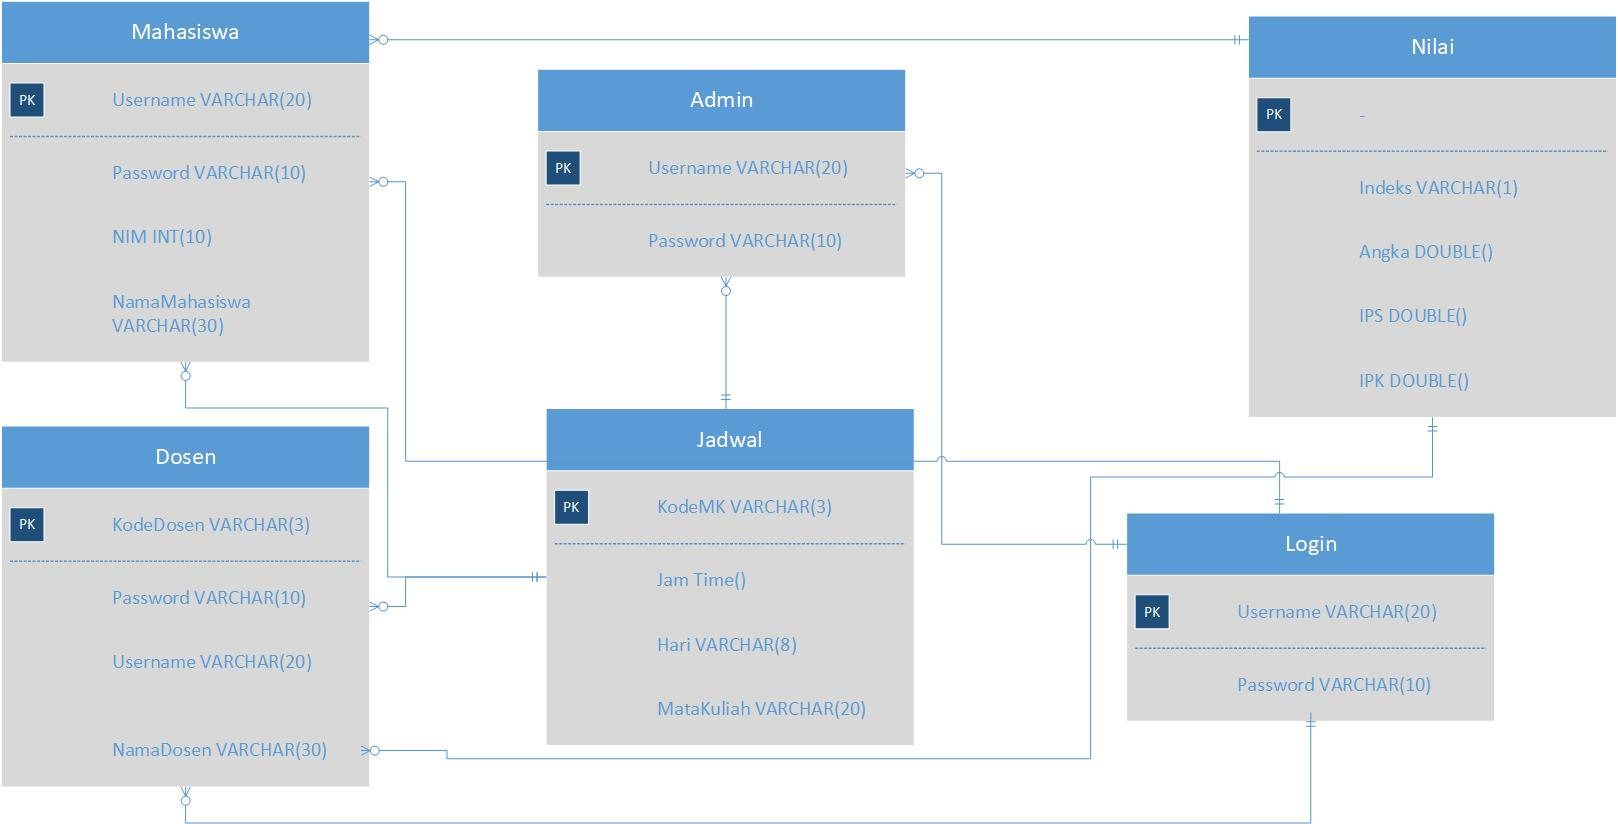 Mahasiswa
PK
Username VARCHAR(20)
Password VARCHAR(10)
NIM INT(10)
NamaMahasiswa
VARCHAR(30)
Admin
PK
Username VARCHAR(20)
Password VARCHAR(10)
Nilai
PK
-
Indeks VARCHAR(1)
Angka DOUBLE()
IPS DOUBLE()
IPK DOUBLE()
Dosen
PK
KodeDosen VARCHAR(3)
Password VARCHAR(10)
Username VARCHAR(20)
NamaDosen VARCHAR(30)
Jadwal
PK
KodeMK VARCHAR(3)
Jam Time()
Hari VARCHAR(8)
MataKuliah VARCHAR(20)
Login
PK
Username VARCHAR(20)
Password VARCHAR(10)